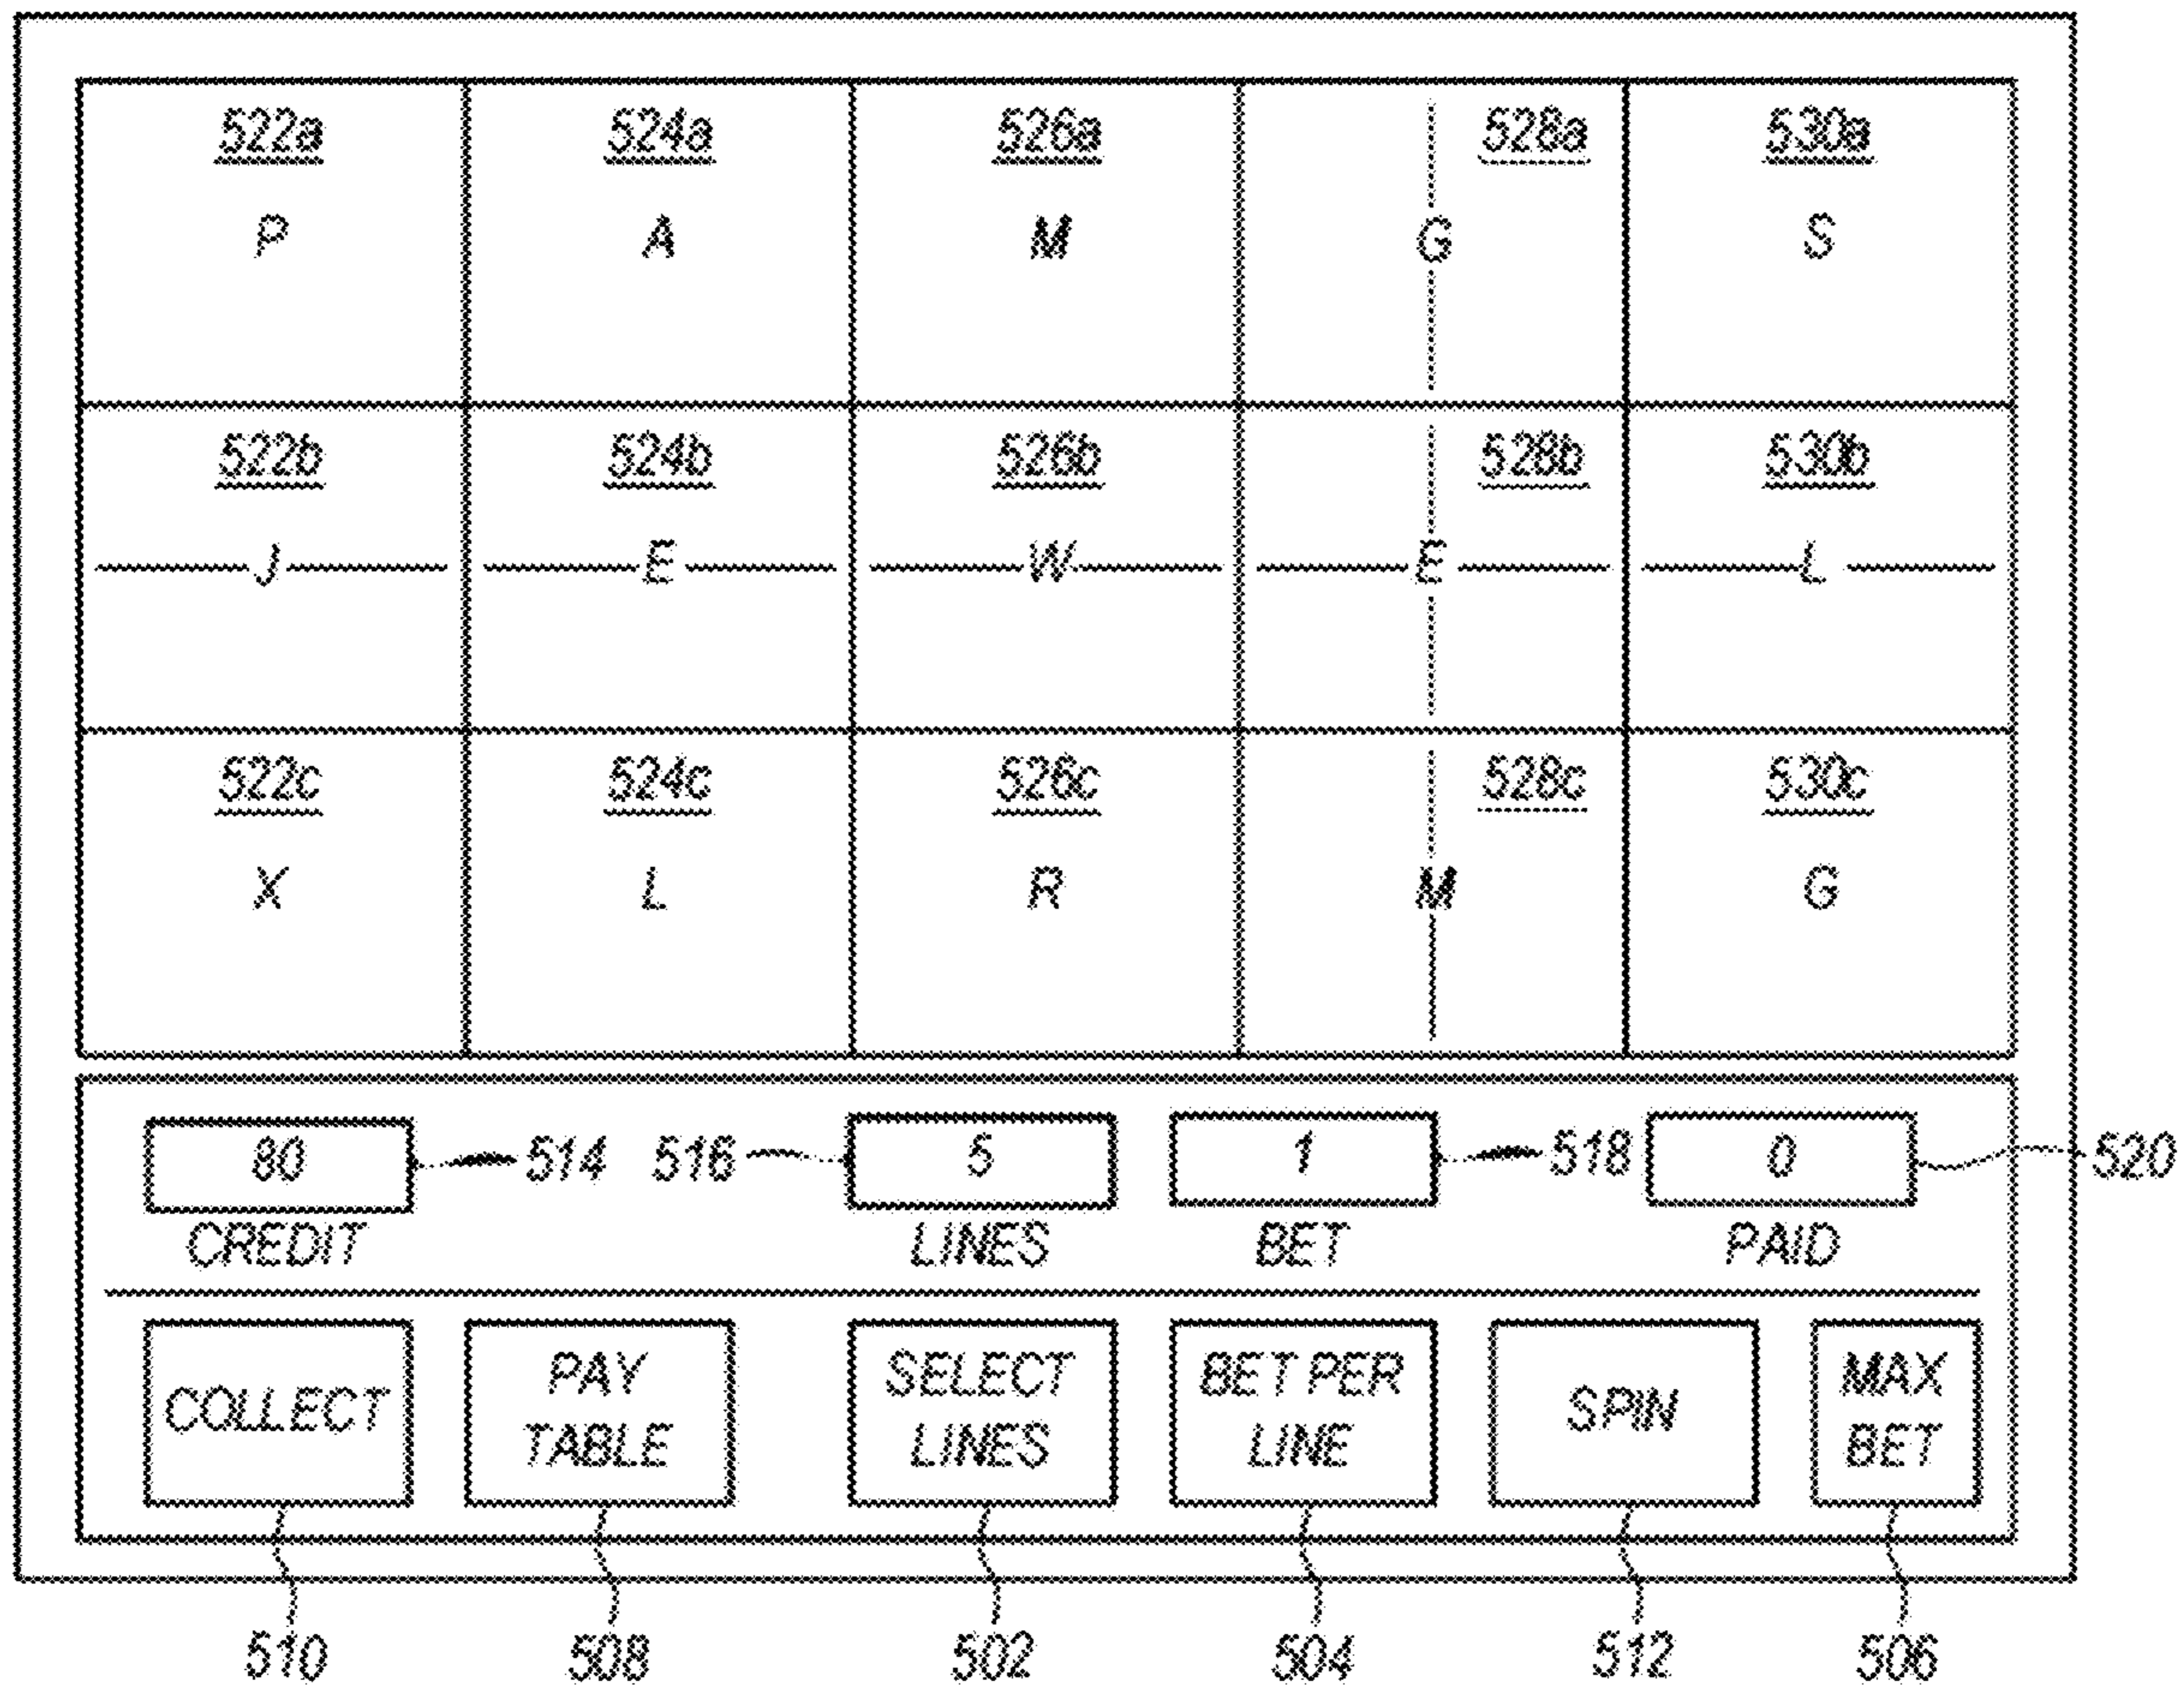 522a 524a 526a 528a 530a
P A M G S
522b 524b 526b 528b 530b
J E W E L
522c 524c 526c 528c 530c
X L R M G
80 514 516 5 1 518 0 520
CREDIT LINES BET PAID
COLLECT
PAY
TABLE
SELECT
LINES
BET PER
LINE
SPIN
MAX
BET
510 508 502 504 512 506